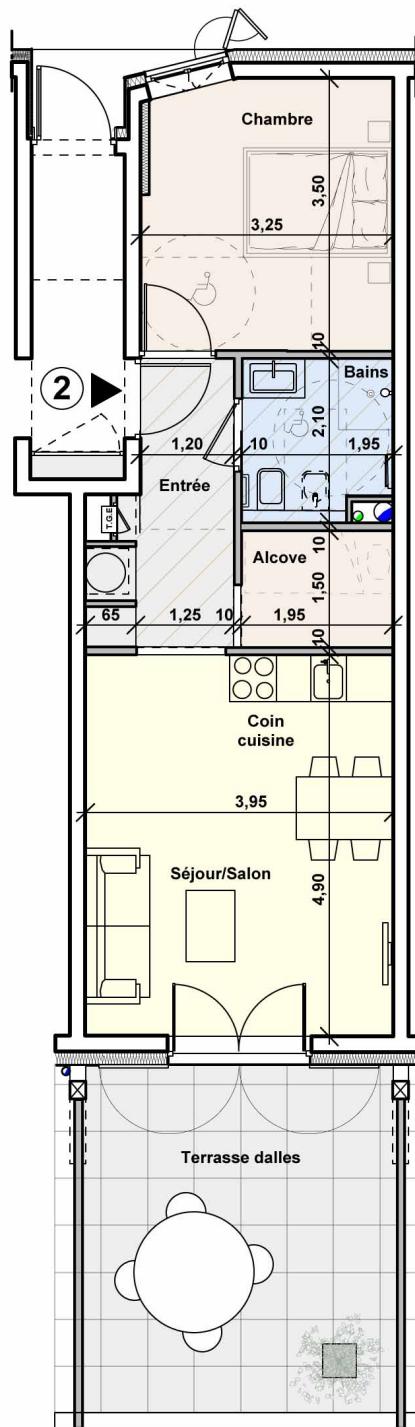 Chambre
3,50
3,25
10
Bains
2
2,10
1,20
10
1,95
Entrée
T.G.E
10
Alcove
1,50
65
1,25
10
1,95
10
Coin
cuisine
3,95
Séjour/Salon
4,90
Terrasse dalles